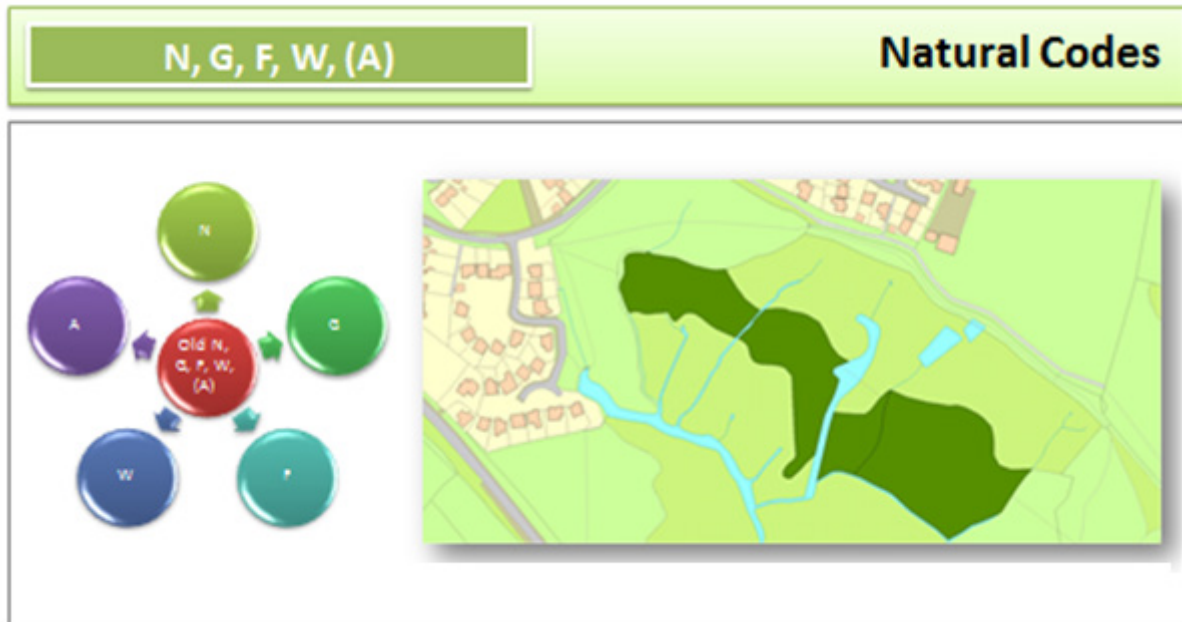 N, G, F, W, (A)
Natural Codes
N
A
G
Old N,
G, F, W,
(A)
W
F